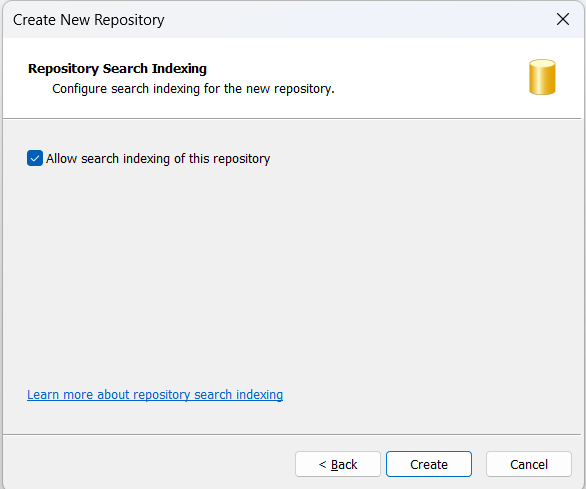 Create New Repository
Repository Search Indexing
Configure search indexing for the new repository.
Allow search indexing of this repository
Learn more about repository search indexing
< Back
Create
Cancel